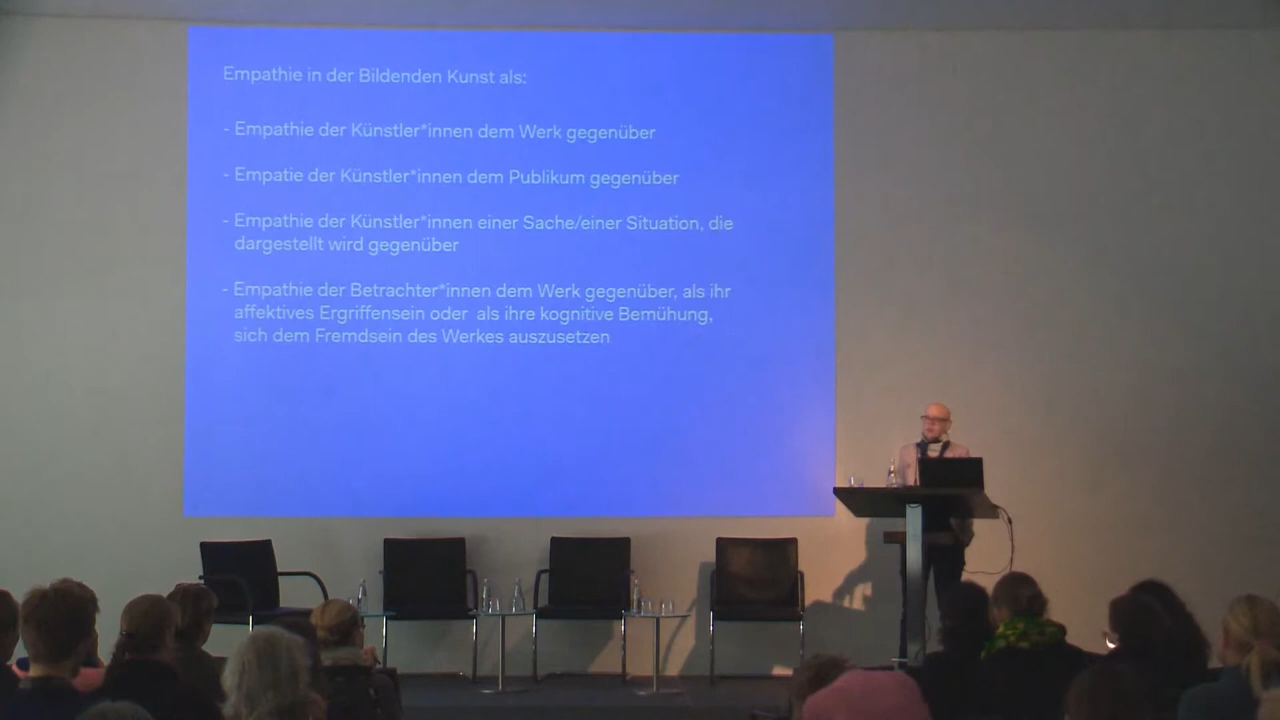 Empathie in der Bildenden Kunst als:
- Empathie der Künstler*innen dem Werk gegenüber
- Empatie der Künstler*innen dem Publikum gegenüber
- Empathie der Künstler*innen einer Sache/einer Situation, die
dargestellt wird gegenüber
- Empathie der Betrachter*innen dem Werk gegenüber, als ihr
affektives Ergriffensein oder als ihre kognitive Bemühung,
sich dem Fremdsein des Werkes auszusetzen